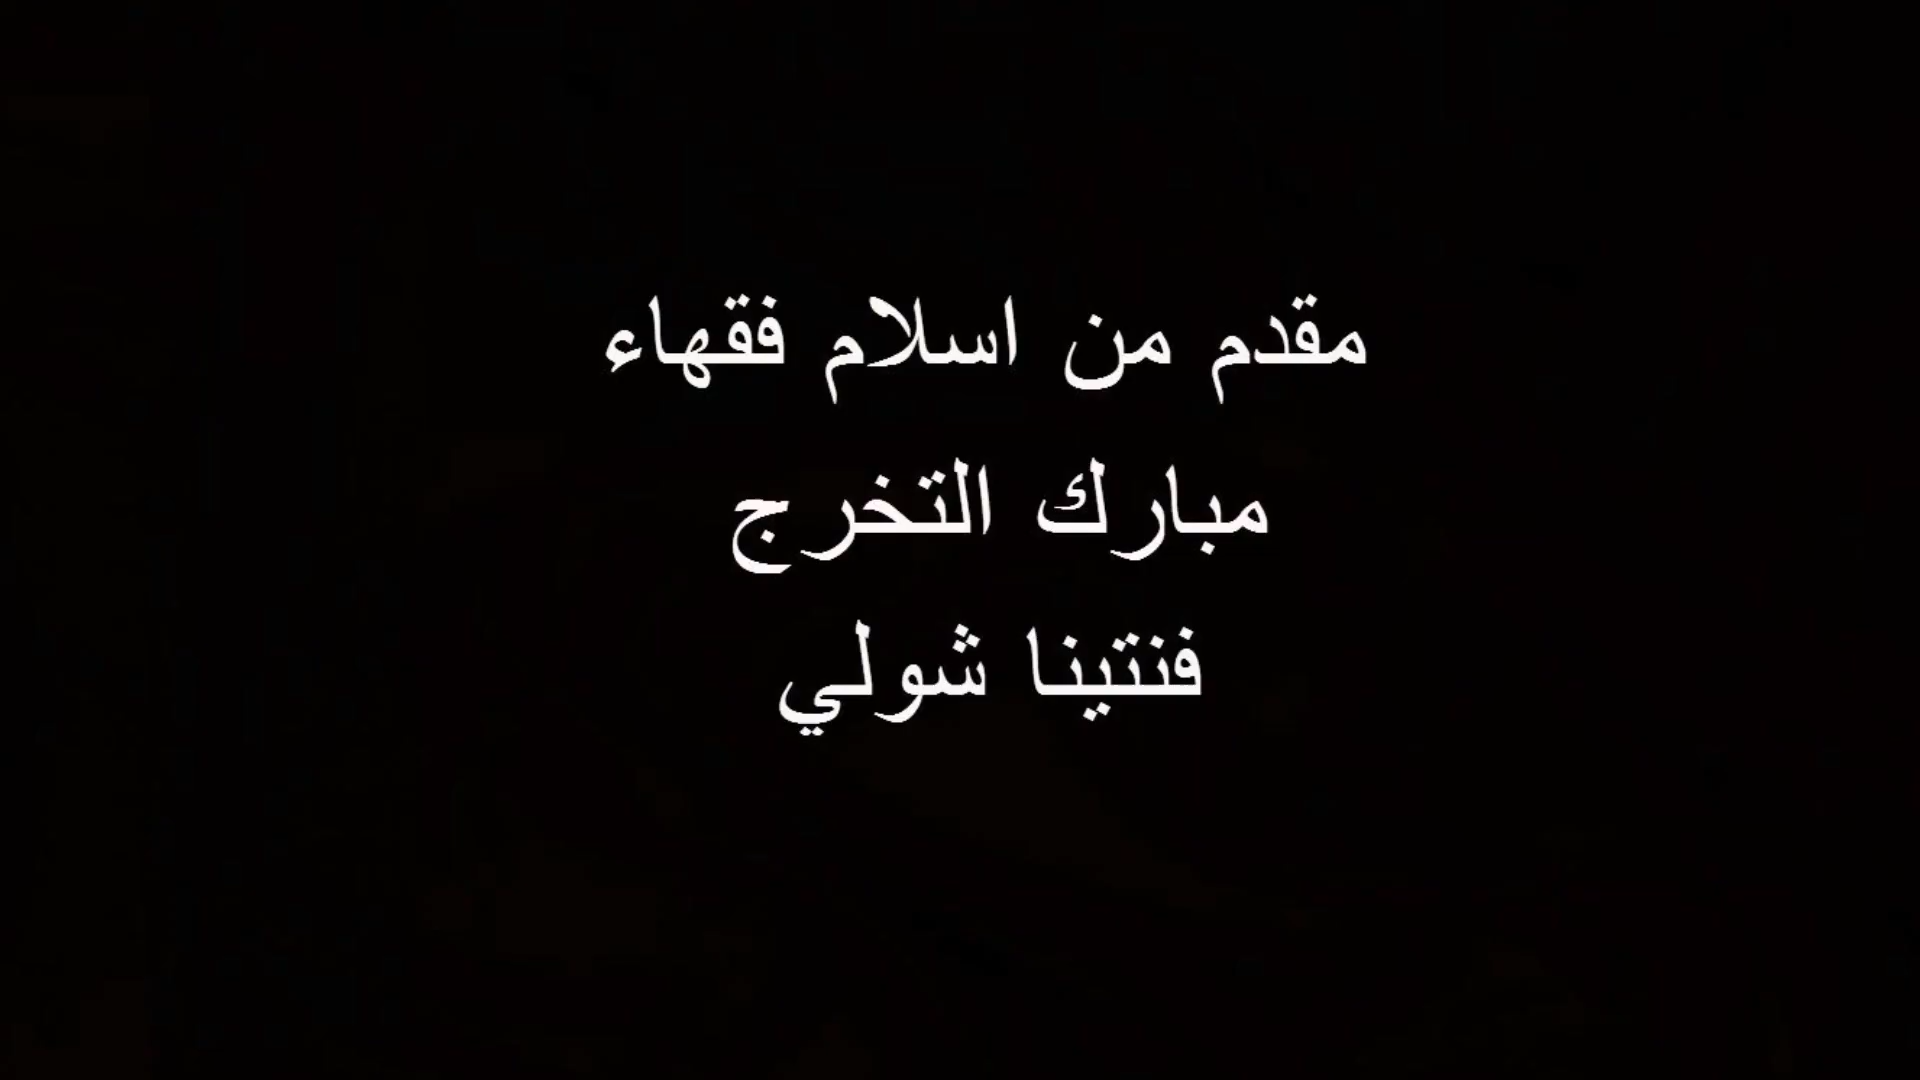 مقدم من اسلام فقهاء
مبارك التخرج
فنتينا شولي